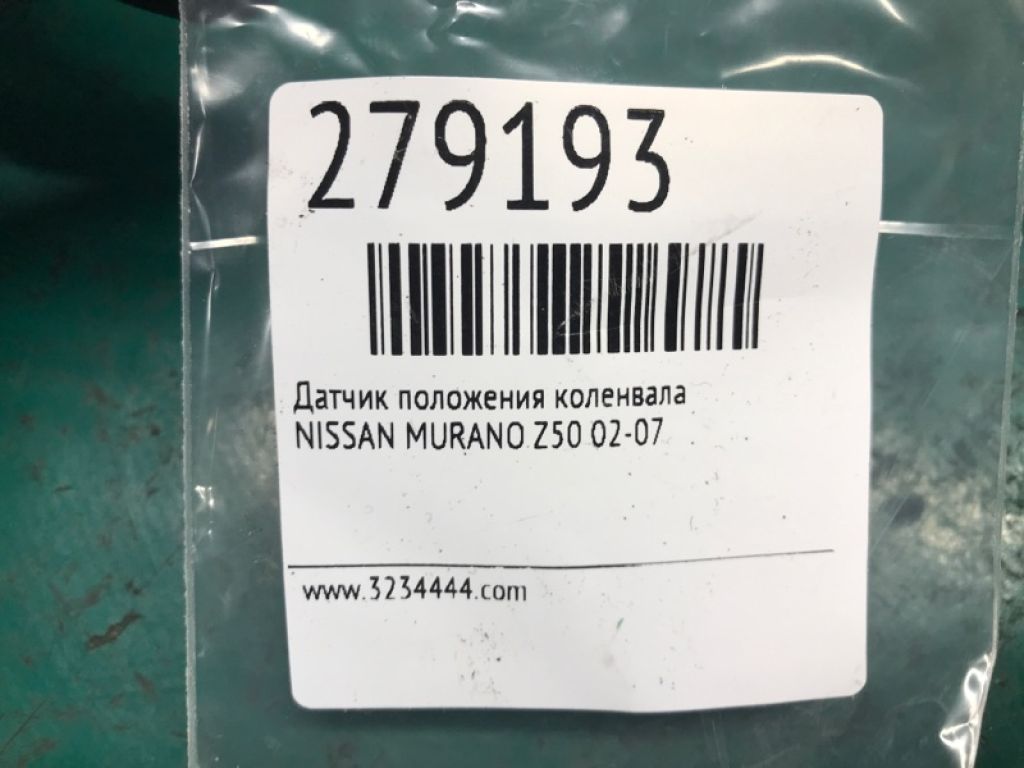 279193
Датчик положения коленвала
NISSAN MURANO Z50 02-07
www.3234444.com